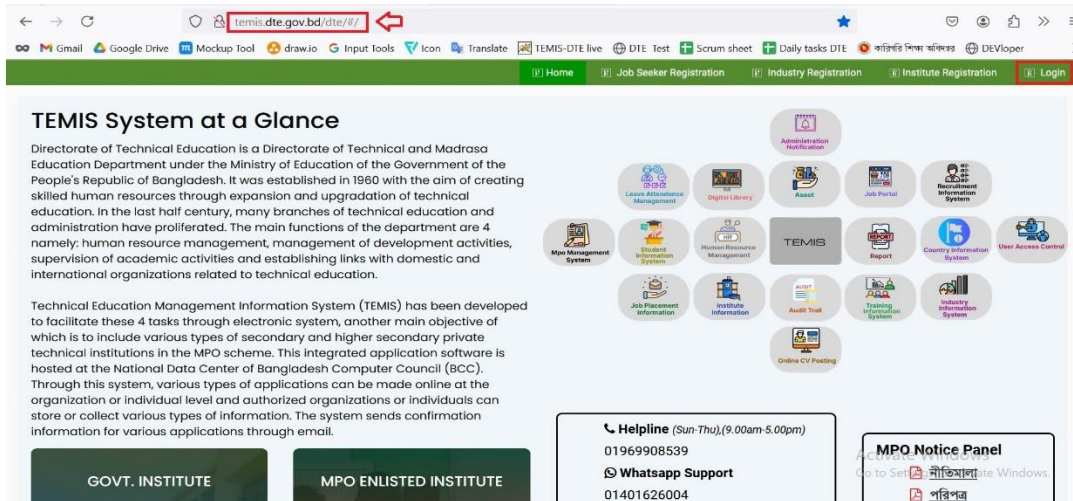 temis.dte.gov.bd/dte/#/
Gmail Google Drive Mockup Tool draw.io Input Tools Icon Translate TEMIS-DTE live DTE Test Scrum sheet Daily tasks DTE কারিগরি শিক্ষা অধিদপ্তর DEVloper
Home Job Seeker Registration Industry Registration Institute Registration Login
TEMIS System at a Glance
Directorate of Technical Education is a Directorate of Technical and Madrasa
Education Department under the Ministry of Education of the Government of the
People's Republic of Bangladesh. It was established in 1960 with the aim of creating
skilled human resources through expansion and upgradation of technical
education. In the last half century, many branches of technical education and
administration have proliferated. The main functions of the department are 4
namely: human resource management, management of development activities,
supervision of academic activities and establishing links with domestic and
international organizations related to technical education.
Technical Education Management Information System (TEMIS) has been developed
to facilitate these 4 tasks through electronic system, another main objective of
which is to include various types of secondary and higher secondary private
technical institutions in the MPO scheme. This integrated application software is
hosted at the National Data Center of Bangladesh Computer Council (BCC).
Through this system, various types of applications can be made online at the
organization or individual level and authorized organizations or individuals can
store or collect various types of information. The system sends confirmation
information for various applications through email.
GOVT. INSTITUTE
MPO ENLISTED INSTITUTE
Administration
Notification
Leave Attendance
Management
Digital Library
Asset
Job Portal
Recruitment
Information
System
Mpo Management
System
Student
Information
System
HR
Human Resource
Management
TEMIS
REPORT
Report
Country Information
System
User Access Control
Job Placement
Information
Institute
Information
AUDIT
Audit Trail
Training
Information
System
Industry
Information
System
Online CV Posting
Helpline (Sun-Thu),(9.00am-5.00pm)
01969908539
Whatsapp Support
01401626004
MPO Notice Panel
নীতিমালা
পরিপত্র
Activate Windows
Go to Settings to activate Windows.